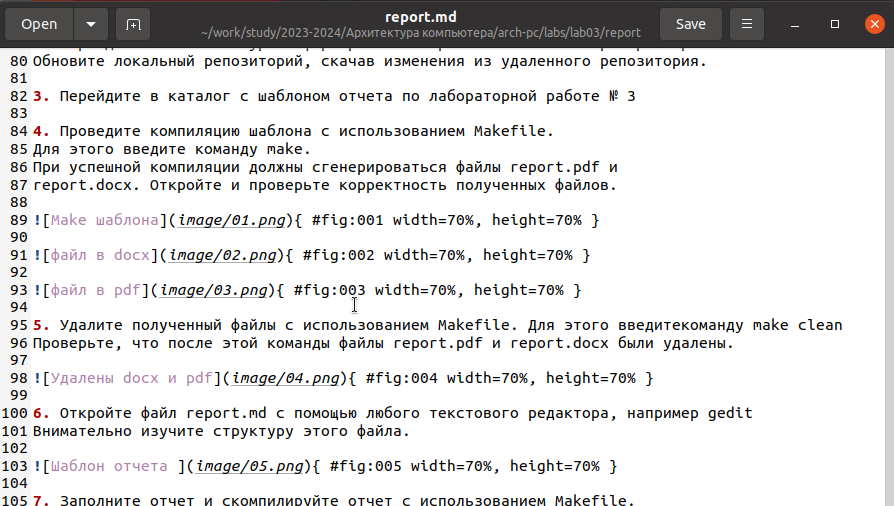 Open
report.md
~/work/study/2023-2024/Архитектура компьютера/arch-pc/labs/lab03/report
Save
80 Обновите локальный репозиторий, скачав изменения из удаленного репозитория.
81
82 3. Перейдите в каталог с шаблоном отчета по лабораторной работе № 3
83
84 4. Проведите компиляцию шаблона с использованием Makefile.
85 Для этого введите команду make.
86 При успешной компиляции должны сгенерироваться файлы report.pdf и
87 report.docx. Откройте и проверьте корректность полученных файлов.
88
89 ![Make шаблона](image/01.png){ #fig:001 width=70%, height=70% }
90
91 ![файл в docx](image/02.png){ #fig:002 width=70%, height=70% }
92
93 ![файл в pdf](image/03.png){ #fig:003 width=70%, height=70% }
94
95 5. Удалите полученный файлы с использованием Makefile. Для этого введитекоманду make clean
96 Проверьте, что после этой команды файлы report.pdf и report.docx были удалены.
97
98 ![Удалены docx и pdf](image/04.png){ #fig:004 width=70%, height=70% }
99
100 6. Откройте файл report.md c помощью любого текстового редактора, например gedit
101 Внимательно изучите структуру этого файла.
102
103 ![Шаблон отчета ](image/05.png){ #fig:005 width=70%, height=70% }
104
105 7. Заполните отчет и скомпилируйте отчет с использованием Makefile.